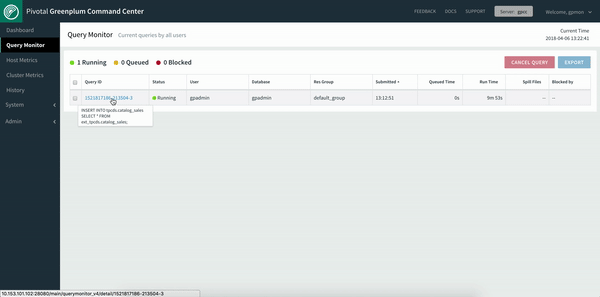 Pivotal Greenplum Command Center
FEEDBACK DOCS SUPPORT Server: gpcc Welcome, gpmon
Dashboard
Query Monitor
Host Metrics
Cluster Metrics
History
System
Admin
Query Monitor Current queries by all users
Current Time
2018-04-06 13:22:41
1 Running 0 Queued 0 Blocked
CANCEL QUERY EXPORT
Query ID Status User Database Res Group Submitted Queued Time Run Time Spill Files Blocked by
1521817186-213504-3 Running gpadmin gpadmin default_group 13:12:51 0s 9m 53s -- --
INSERT INTO tpcds.catalog_sales
SELECT * FROM
ext_tpcds.catalog_sales;
10.153.101.102:28080/main/querymonitor_v4/detail/1521817186-213504-3